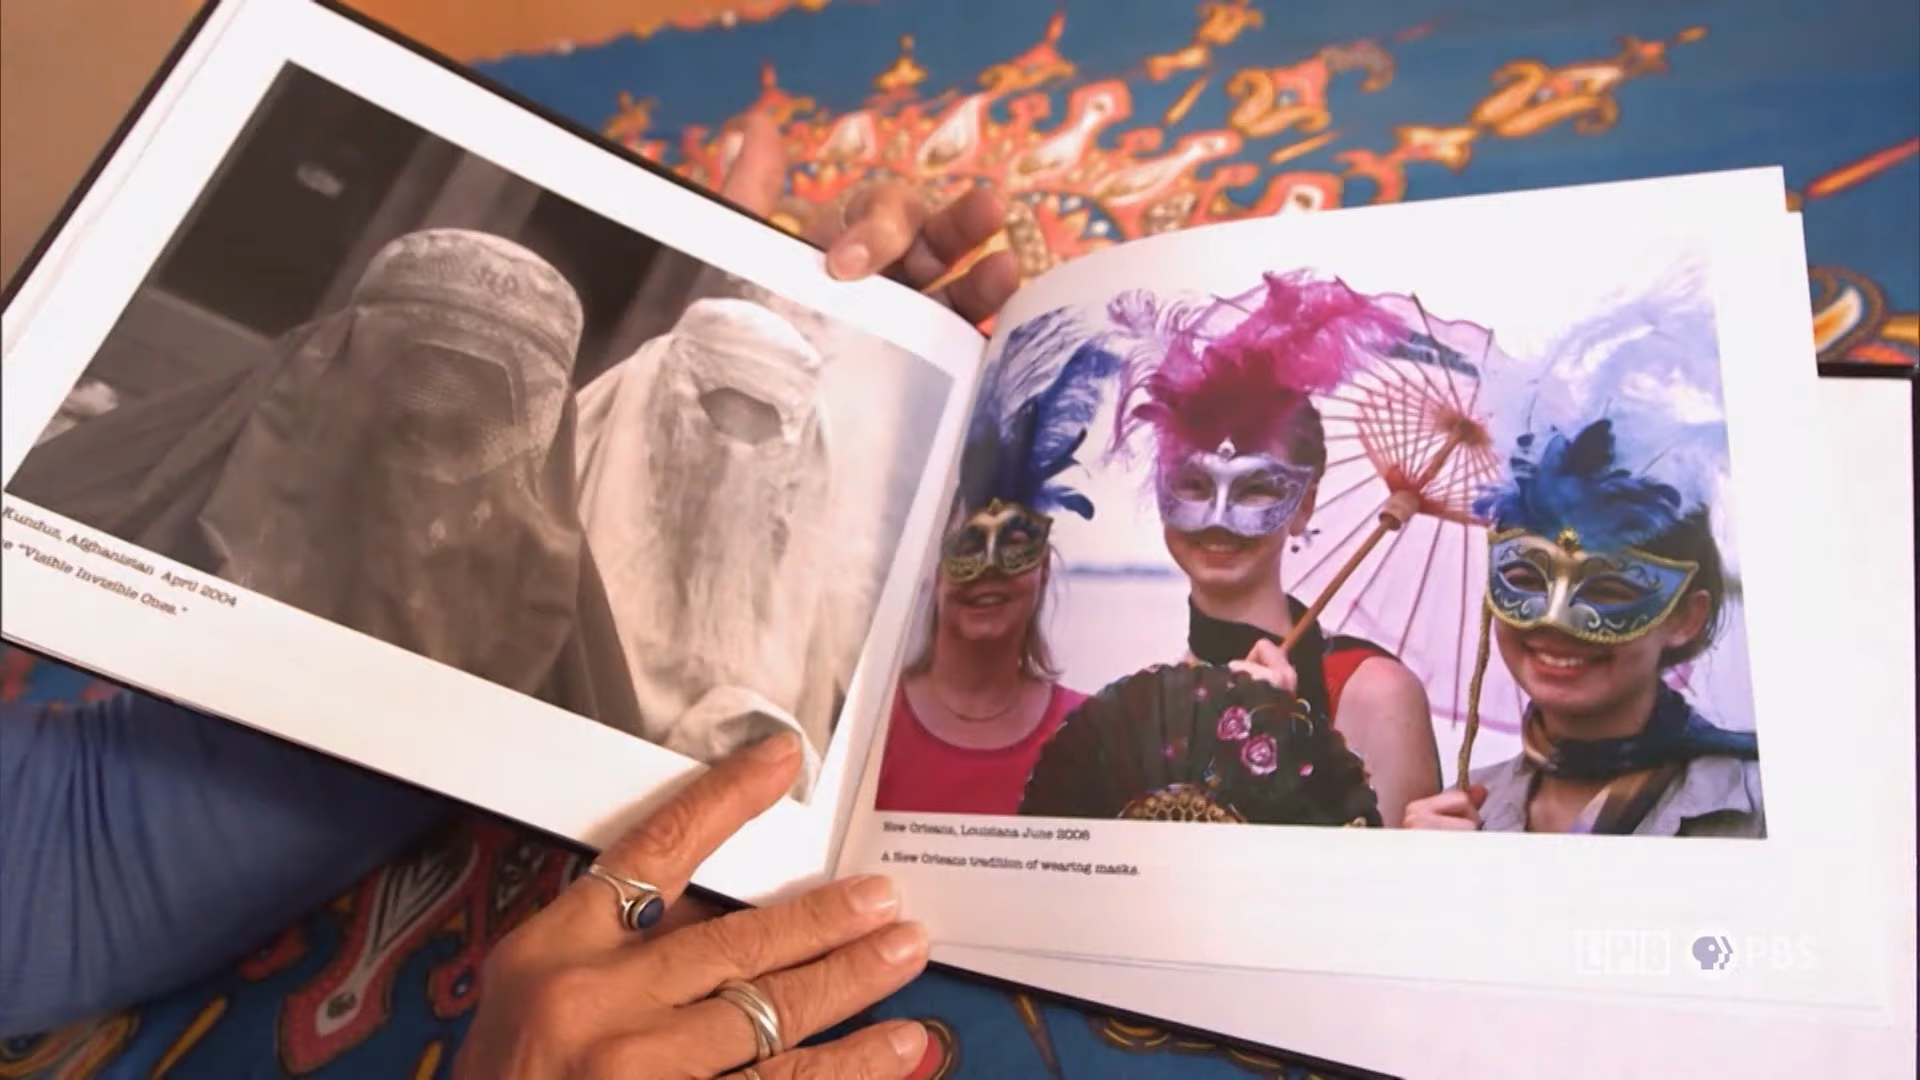 Kunduz, Afghanistan April 2004
e "Visible Invisible Ones."
New Orleans, Louisiana June 2006
A New Orleans tradition of wearing masks.
LPB PBS